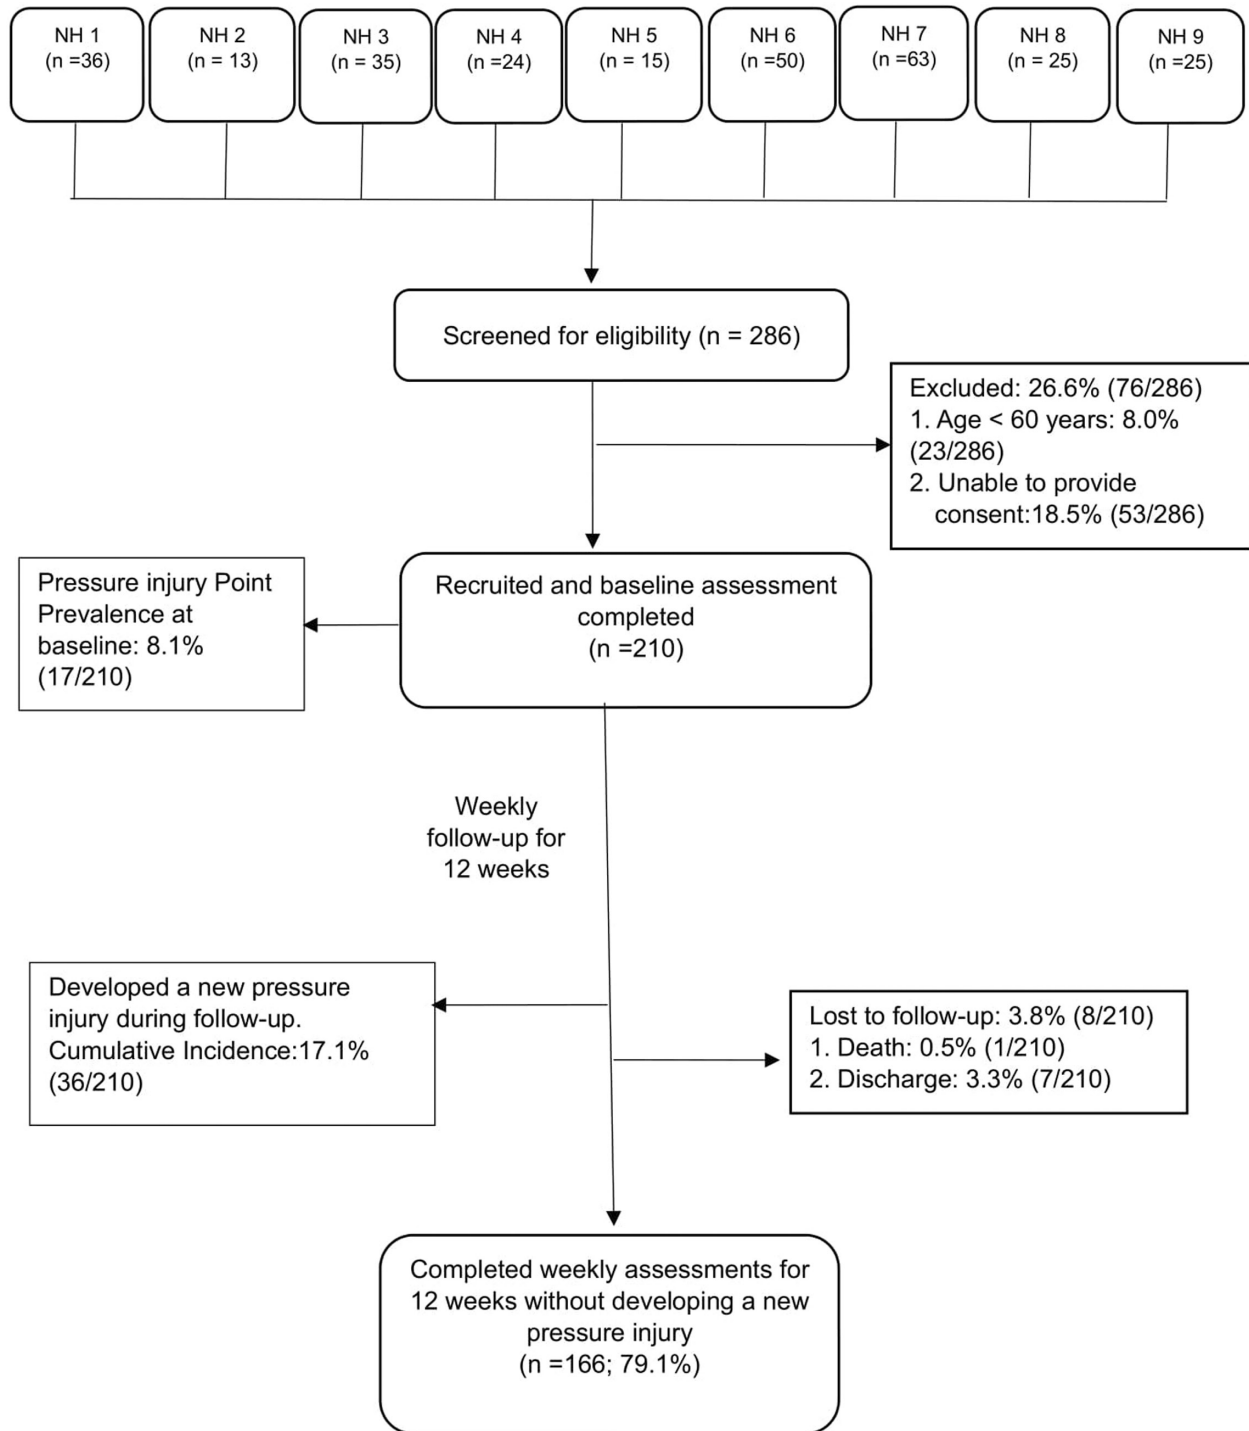 NH 1
(n =36)
NH 2
(n = 13)
NH 3
(n = 35)
NH 4
(n =24)
NH 5
(n = 15)
NH 6
(n =50)
NH 7
(n =63)
NH 8
(n = 25)
NH 9
(n =25)
Screened for eligibility (n = 286)
Excluded: 26.6% (76/286)
1. Age < 60 years: 8.0%
(23/286)
2. Unable to provide
consent:18.5% (53/286)
Recruited and baseline assessment
completed
(n =210)
Pressure injury Point
Prevalence at
baseline: 8.1%
(17/210)
Weekly
follow-up for
12 weeks
Developed a new pressure
injury during follow-up.
Cumulative Incidence:17.1%
(36/210)
Lost to follow-up: 3.8% (8/210)
1. Death: 0.5% (1/210)
2. Discharge: 3.3% (7/210)
Completed weekly assessments for
12 weeks without developing a new
pressure injury
(n =166; 79.1%)